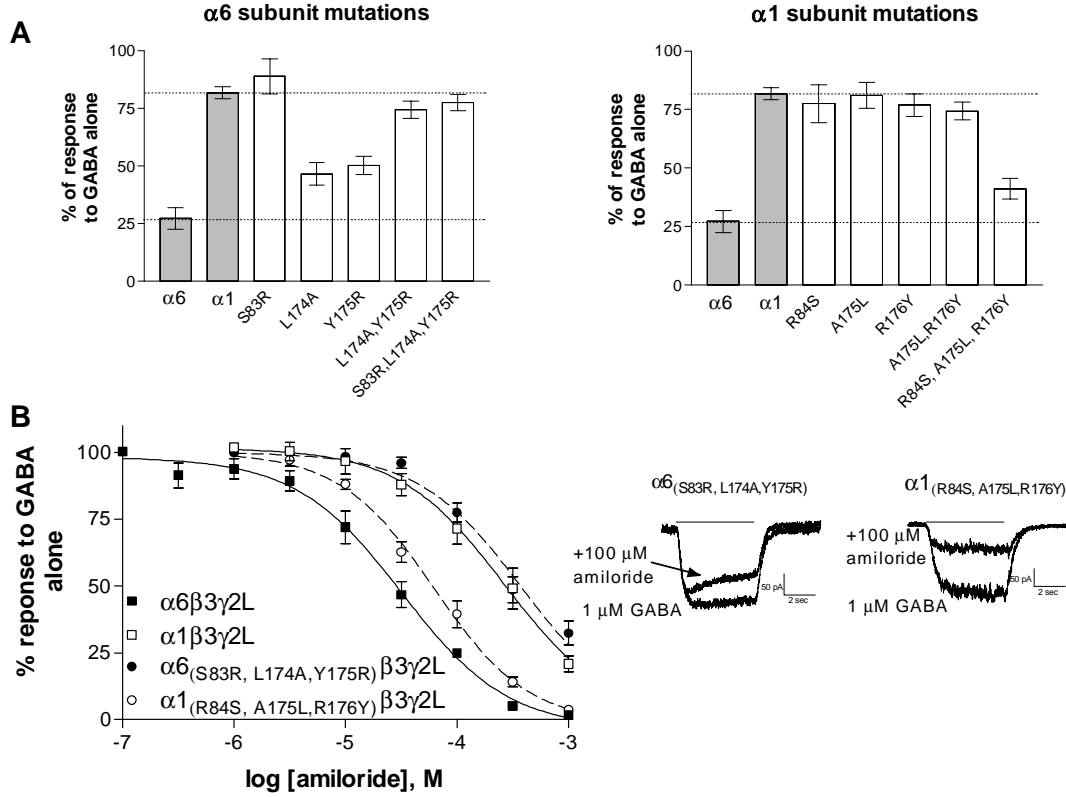 A
α6 subunit mutations
% of response
to GABA alone
100
75
50
25
0
α6
α1
S83R
L174A
Y175R
L174A,Y175R
S83R,L174A,Y175R
α1 subunit mutations
% of response
to GABA alone
100
75
50
25
0
α6
α1
R84S
A175L
R176Y
A175L,R176Y
R84S, A175L, R176Y
B
% reponse to GABA
alone
100
75
50
25
0
α6β3γ2L
α1β3γ2L
α6(S83R, L174A,Y175R)β3γ2L
α1(R84S, A175L,R176Y)β3γ2L
-7
-6
-5
-4
-3
log [amiloride], M
α6(S83R, L174A,Y175R)
+100 μM
amiloride
1 μM GABA
50 pA
2 sec
α1(R84S, A175L,R176Y)
+100 μM
amiloride
1 μM GABA
50 pA
2 sec